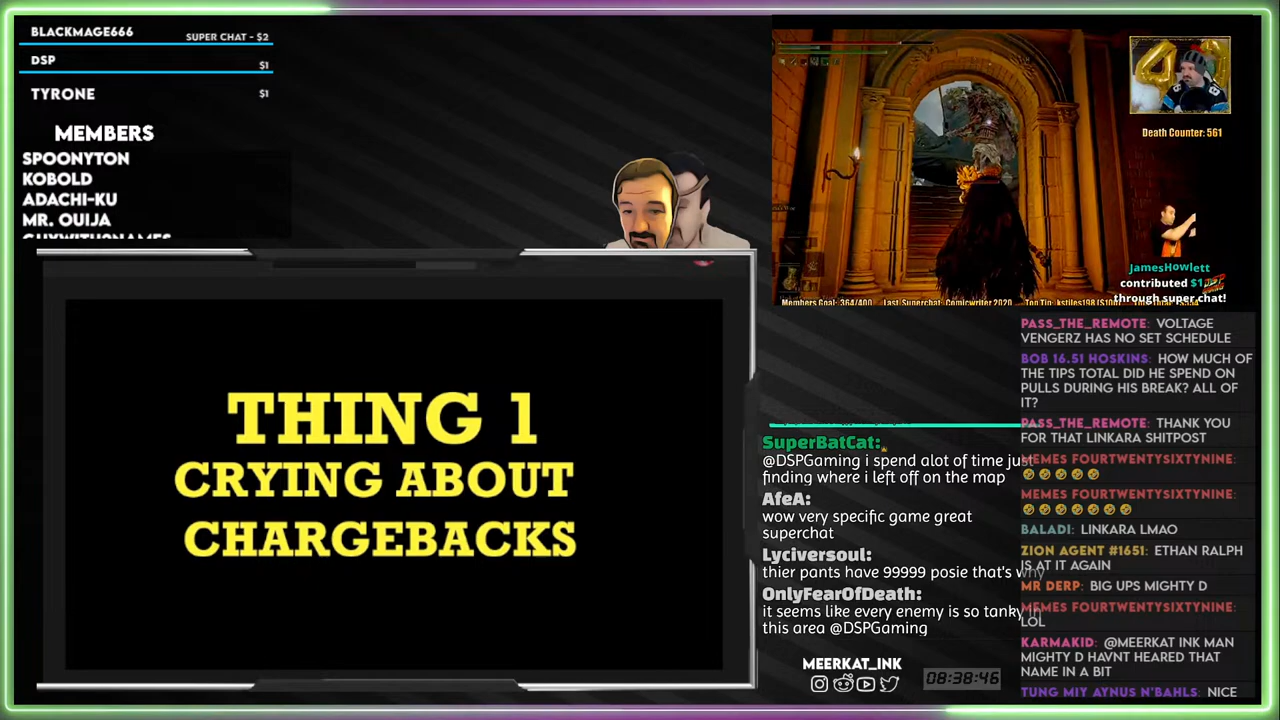 BLACKMAGE666
SUPER CHAT - $2
DSP
$1
TYRONE
$1
MEMBERS
SPOONYTON
KOBOLD
ADACHI-KU
MR. OUIJA
THING 1
CRYING ABOUT
CHARGEBACKS
Death Counter: 561
JamesHowlett
contributed
through super chat!
Members Goal: 364/400 Last Superchat: Comicwriter 2020
SuperBatCat:
@DSPGaming i spend alot of time just
finding where i left off on the map
AfeA:
wow very specific game great
superchat
Lyciversoul:
thier pants have 99999 posie that's why
OnlyFearOfDeath:
it seems like every enemy is so tanky in
this area @DSPGaming
MEERKAT_INK
08:38:46
PASS_THE_REMOTE: VOLTAGE
VENGERZ HAS NO SET SCHEDULE
BOB 16.51 HOSKINS: HOW MUCH OF
THE TIPS TOTAL DID HE SPEND ON
PULLS DURING HIS BREAK? ALL OF
IT?
PASS_THE_REMOTE: THANK YOU
FOR THAT LINKARA SHITPOST
MEMES FOURTWENTYSIXTYNINE:
MEMES FOURTWENTYSIXTYNINE:
BALADI: LINKARA LMAO
ZION AGENT #1651: ETHAN RALPH
IS AT IT AGAIN
MR DERP: BIG UPS MIGHTY D
MEMES FOURTWENTYSIXTYNINE:
LOL
KARMAKID: @MEERKAT INK MAN
MIGHTY D HAVNT HEARED THAT
NAME IN A BIT
TUNG MIY AYNUS N'BAHLS: NICE